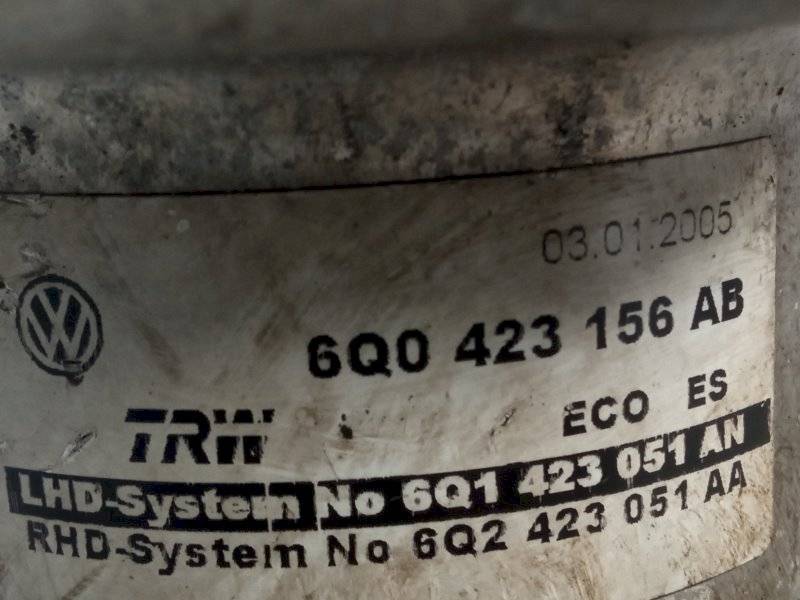 03.01.2005
6Q0 423 156 AB
TRW
ECO ES
LHD-System No 6Q1 423 051 AN
RHD-System No 6Q2 423 051 AA